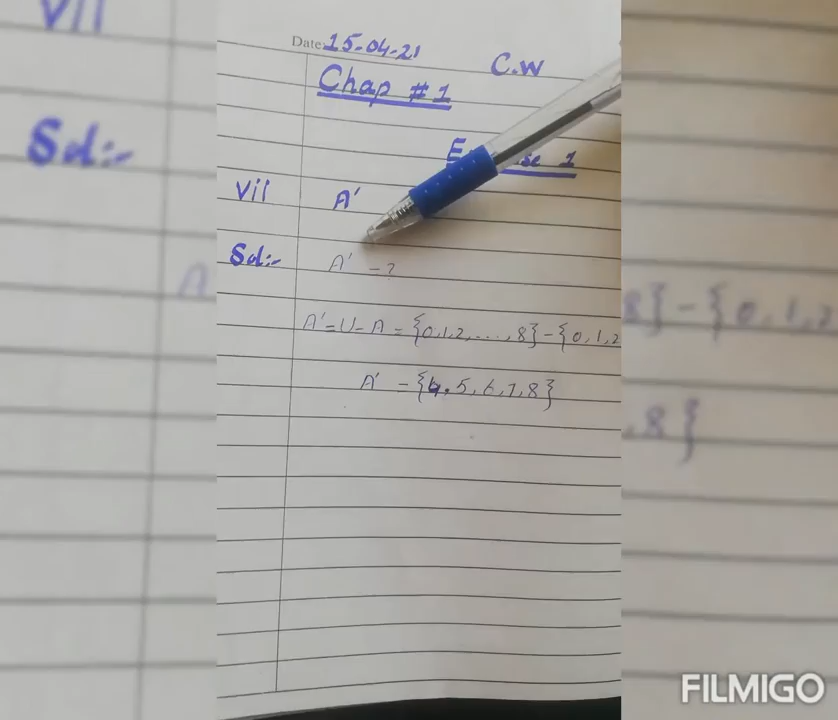 Date: 15-04-21
C.W
Chap # 1
1
Vii A'
Sol:- A' - ?
A' = U - A = {0,1,2,...,8} - {0,1,2
A' - {4,5,6,7,8}
FILMIGO